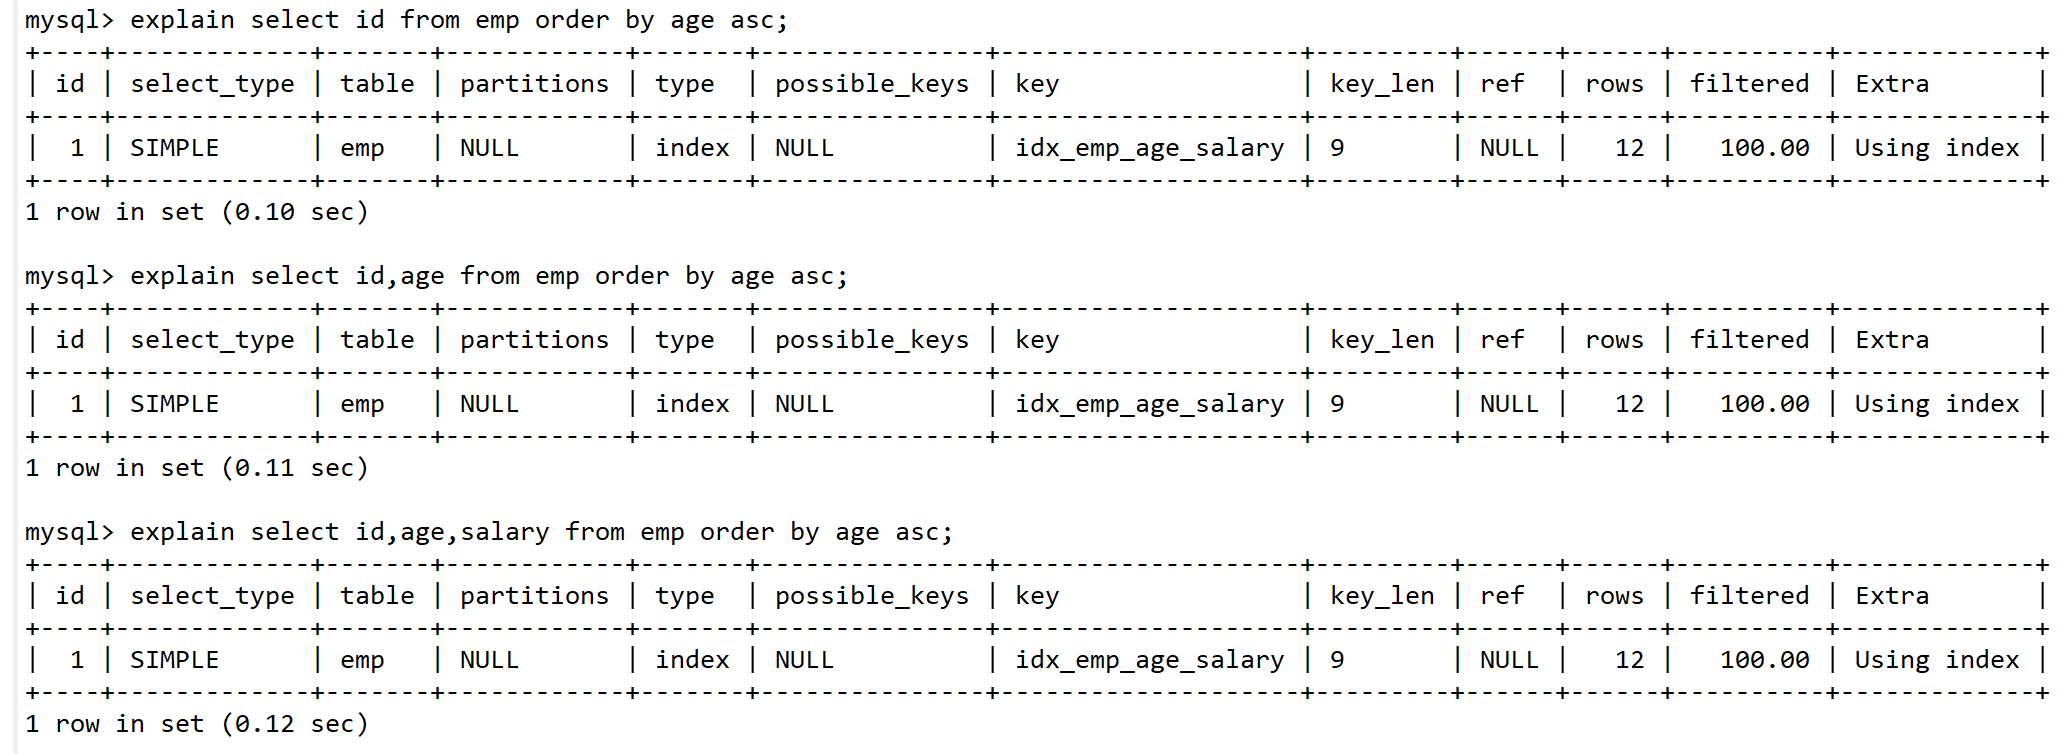 mysql> explain select id from emp order by age asc;
+----+-------------+-------+------------+-------+---------------+--------------------+---------+------+------+----------+-------------+
| id | select_type | table | partitions | type  | possible_keys | key                | key_len | ref  | rows | filtered | Extra       |
+----+-------------+-------+------------+-------+---------------+--------------------+---------+------+------+----------+-------------+
|  1 | SIMPLE      | emp   | NULL       | index | NULL          | idx_emp_age_salary | 9       | NULL |   12 |   100.00 | Using index |
+----+-------------+-------+------------+-------+---------------+--------------------+---------+------+------+----------+-------------+
1 row in set (0.10 sec)
mysql> explain select id,age from emp order by age asc;
+----+-------------+-------+------------+-------+---------------+--------------------+---------+------+------+----------+-------------+
| id | select_type | table | partitions | type  | possible_keys | key                | key_len | ref  | rows | filtered | Extra       |
+----+-------------+-------+------------+-------+---------------+--------------------+---------+------+------+----------+-------------+
|  1 | SIMPLE      | emp   | NULL       | index | NULL          | idx_emp_age_salary | 9       | NULL |   12 |   100.00 | Using index |
+----+-------------+-------+------------+-------+---------------+--------------------+---------+------+------+----------+-------------+
1 row in set (0.11 sec)
mysql> explain select id,age,salary from emp order by age asc;
+----+-------------+-------+------------+-------+---------------+--------------------+---------+------+------+----------+-------------+
| id | select_type | table | partitions | type  | possible_keys | key                | key_len | ref  | rows | filtered | Extra       |
+----+-------------+-------+------------+-------+---------------+--------------------+---------+------+------+----------+-------------+
|  1 | SIMPLE      | emp   | NULL       | index | NULL          | idx_emp_age_salary | 9       | NULL |   12 |   100.00 | Using index |
+----+-------------+-------+------------+-------+---------------+--------------------+---------+------+------+----------+-------------+
1 row in set (0.12 sec)